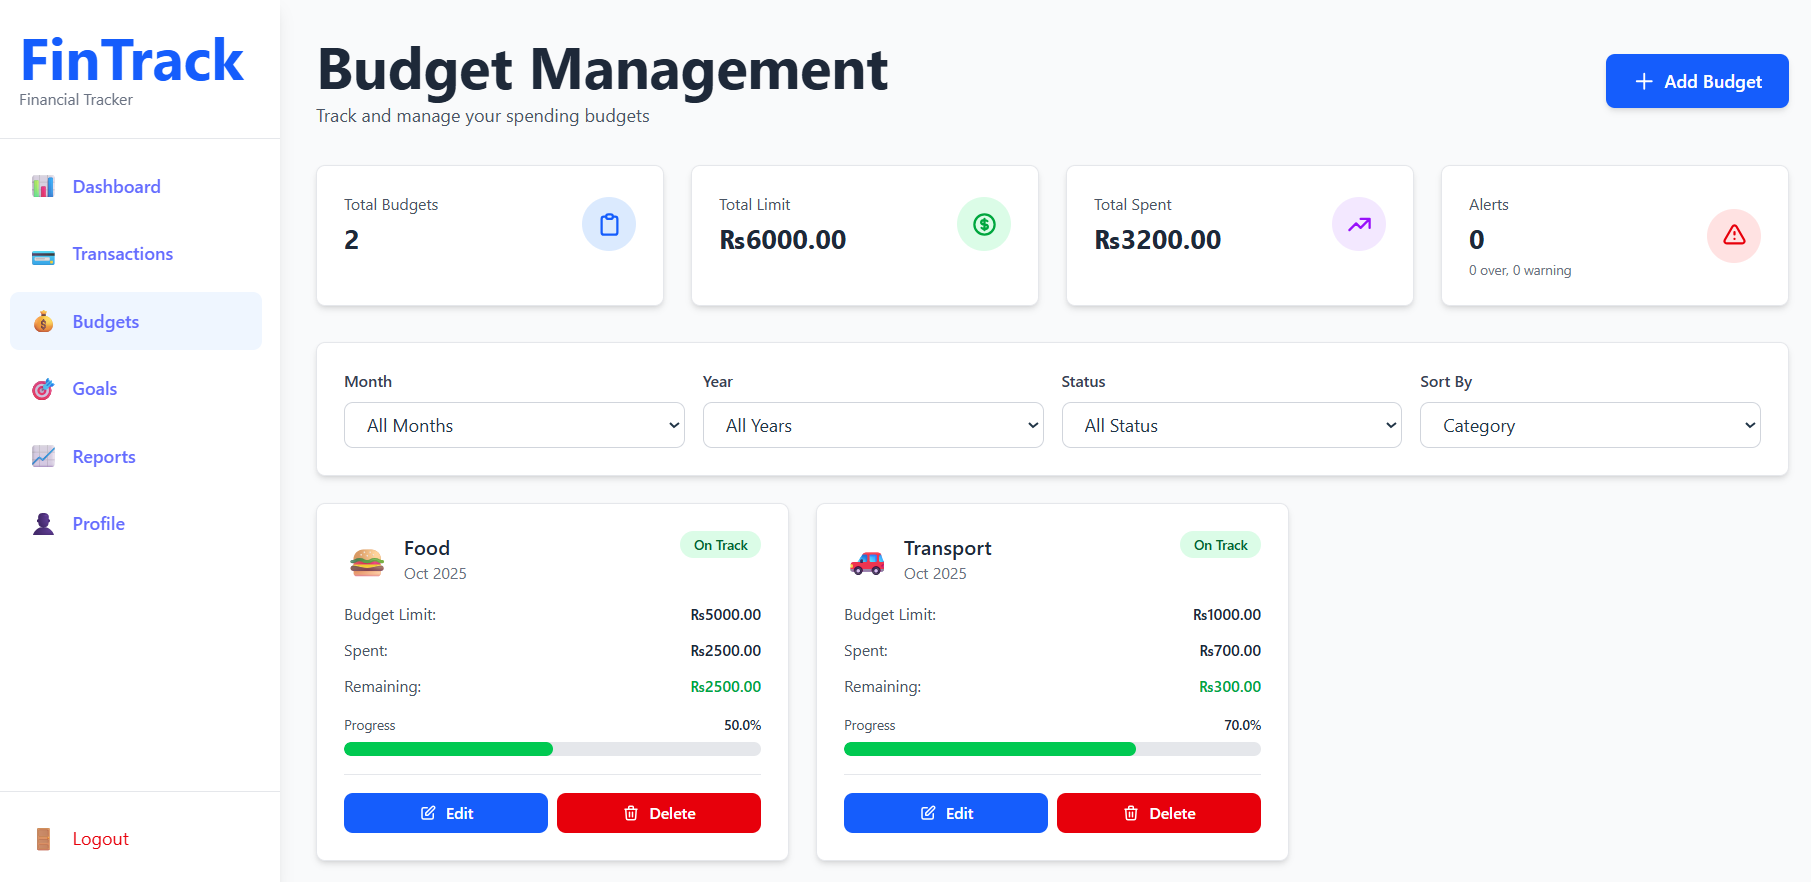 FinTrack
Financial Tracker
Dashboard
Transactions
Budgets
Goals
Reports
Profile
Logout
Budget Management
Track and manage your spending budgets
Add Budget
Total Budgets
2
Total Limit
₨6000.00
Total Spent
₨3200.00
Alerts
0
0 over, 0 warning
Month
All Months
Year
All Years
Status
All Status
Sort By
Category
Food
Oct 2025
On Track
Budget Limit: ₨5000.00
Spent: ₨2500.00
Remaining: ₨2500.00
Progress 50.0%
Edit Delete
Transport
Oct 2025
On Track
Budget Limit: ₨1000.00
Spent: ₨700.00
Remaining: ₨300.00
Progress 70.0%
Edit Delete